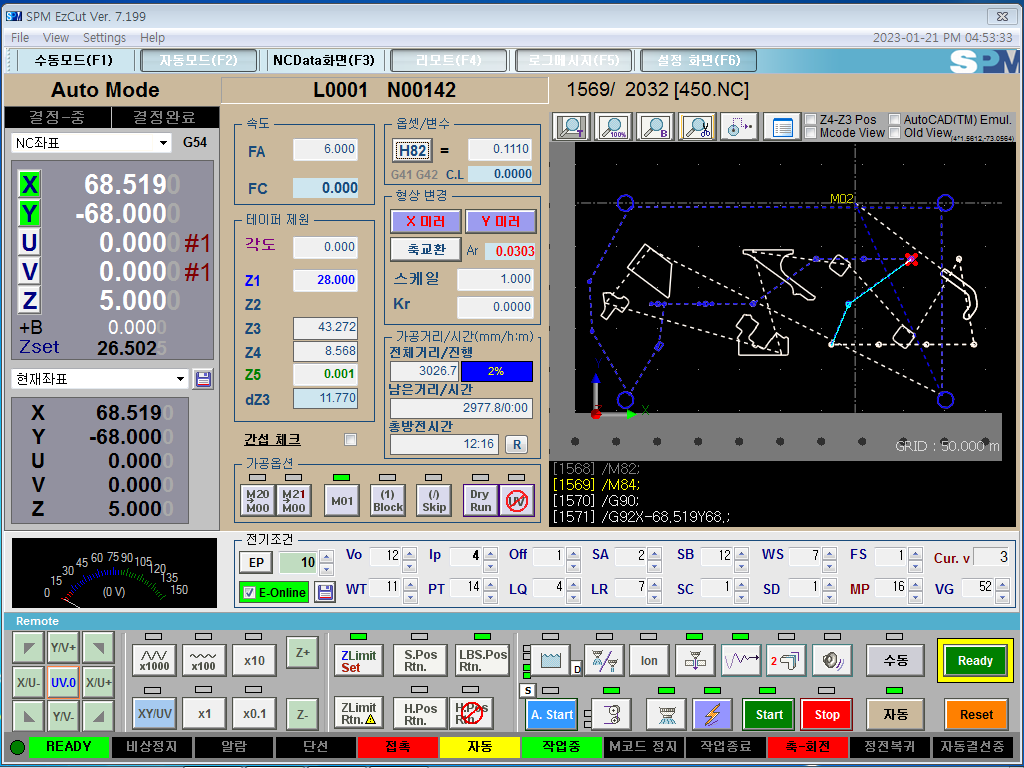 SPM EzCut Ver. 7.199
File View Settings Help
2023-01-21 PM 04:53:33
수동모드(F1) 자동모드(F2) NCData화면(F3) 리모트(F4) 로그메시지(F5) 설정 화면(F6)
SPM
Auto Mode
L0001 N00142
1569/ 2032 [450.NC]
결정-중 결정완료
NC좌표 G54
X 68.5190
Y -68.0000
U 0.0000 #1
V 0.0000 #1
Z 5.0000
+B 0.0000
Zset 26.5025
현재좌표
X 68.5190
Y -68.0000
U 0.0000
V 0.0000
Z 5.0000
속도
FA 6.000
FC 0.000
테이퍼 제원
각도 0.000
Z1 28.000
Z2
Z3 43.272
Z4 8.568
Z5 0.001
dZ3 11.770
간섭 체크
옵셋/변수
H82 = 0.1110
G41 G42 C.L 0.0000
형상 변경
X 미러 Y 미러
축교환 Ar 0.0303
스케일 1.000
Kr 0.0000
가공거리/시간(mm/h:m)
전체거리/진행
3026.7 2%
남은거리/시간
2977.8/0:00
총방전시간
12:16 R
가공옵션
M20 M00 M21 M00 M01 (1) Block (/) Skip Dry Run UV
T 100% B
Z4-Z3 Pos AutoCAD(TM) Emul.
Mcode View Old View
M02
X
GRID : 50.000 m
[1568] /M82;
[1569] /M84;
[1570] /G90;
[1571] /G92X-68.519Y68.;
0 15 30 45 60 75 90 105 120 135 150
(0 V)
전기조건
EP 10 Vo 12 Ip 4 Off 1 SA 2 SB 12 WS 7 FS 1 Cur. v 3
E-Online WT 11 PT 14 LQ 4 LR 7 SC 1 SD 1 MP 16 VG 52
Remote
Y/V+
X/U- UV.0 X/U+
Y/V-
x1000 x100 x10 Z+
XY/UV x1 x0.1 Z-
ZLimit Set S.Pos Rtn. LBS.Pos Rtn.
ZLimit Rtn. H.Pos Rtn. H.Pos Rtn.
D Ion 2 수동 Ready
S A. Start Start Stop 자동 Reset
READY 비상정지 알람 단선 접촉 자동 작업중 M코드 정지 작업종료 축-회전 정전복귀 자동결선중